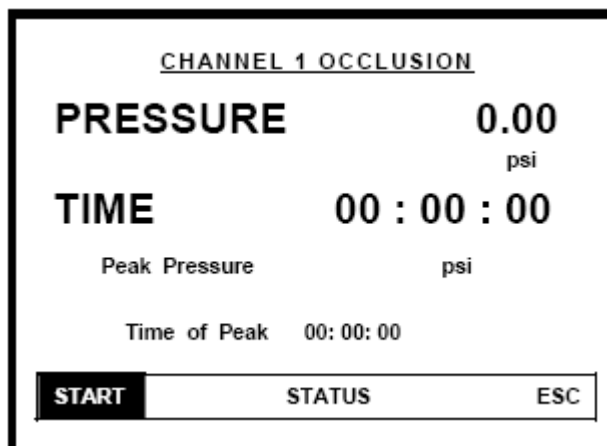 CHANNEL 1 OCCLUSION
PRESSURE 0.00
psi
TIME 00 : 00 : 00
Peak Pressure psi
Time of Peak 00: 00: 00
START STATUS ESC